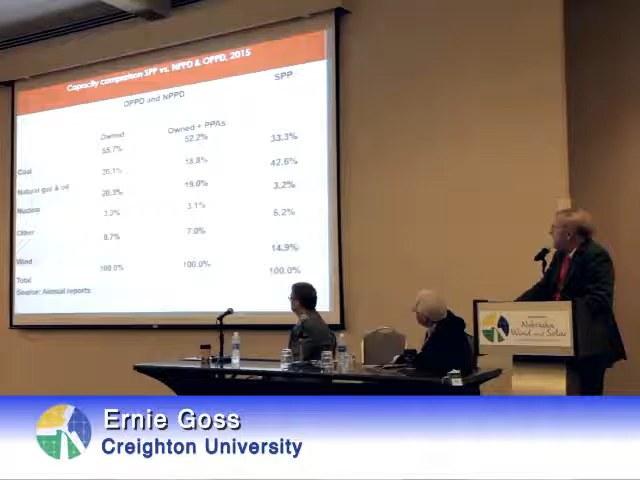 Capacity comparison SPP vs. NPPD & OPPD, 2015
OPPD and NPPD SPP
Owned Owned + PPAs
Coal 55.7% 52.2% 33.3%
Natural gas & oil 20.1% 18.8% 42.6%
Nuclear 20.3% 19.0% 3.2%
Other 3.2% 3.1% 6.2%
Wind 0.7% 7.0% 14.9%
Total 100.0% 100.0% 100.0%
Source: Annual reports
Nebraska
Wind and Solar
Ernie Goss
Creighton University